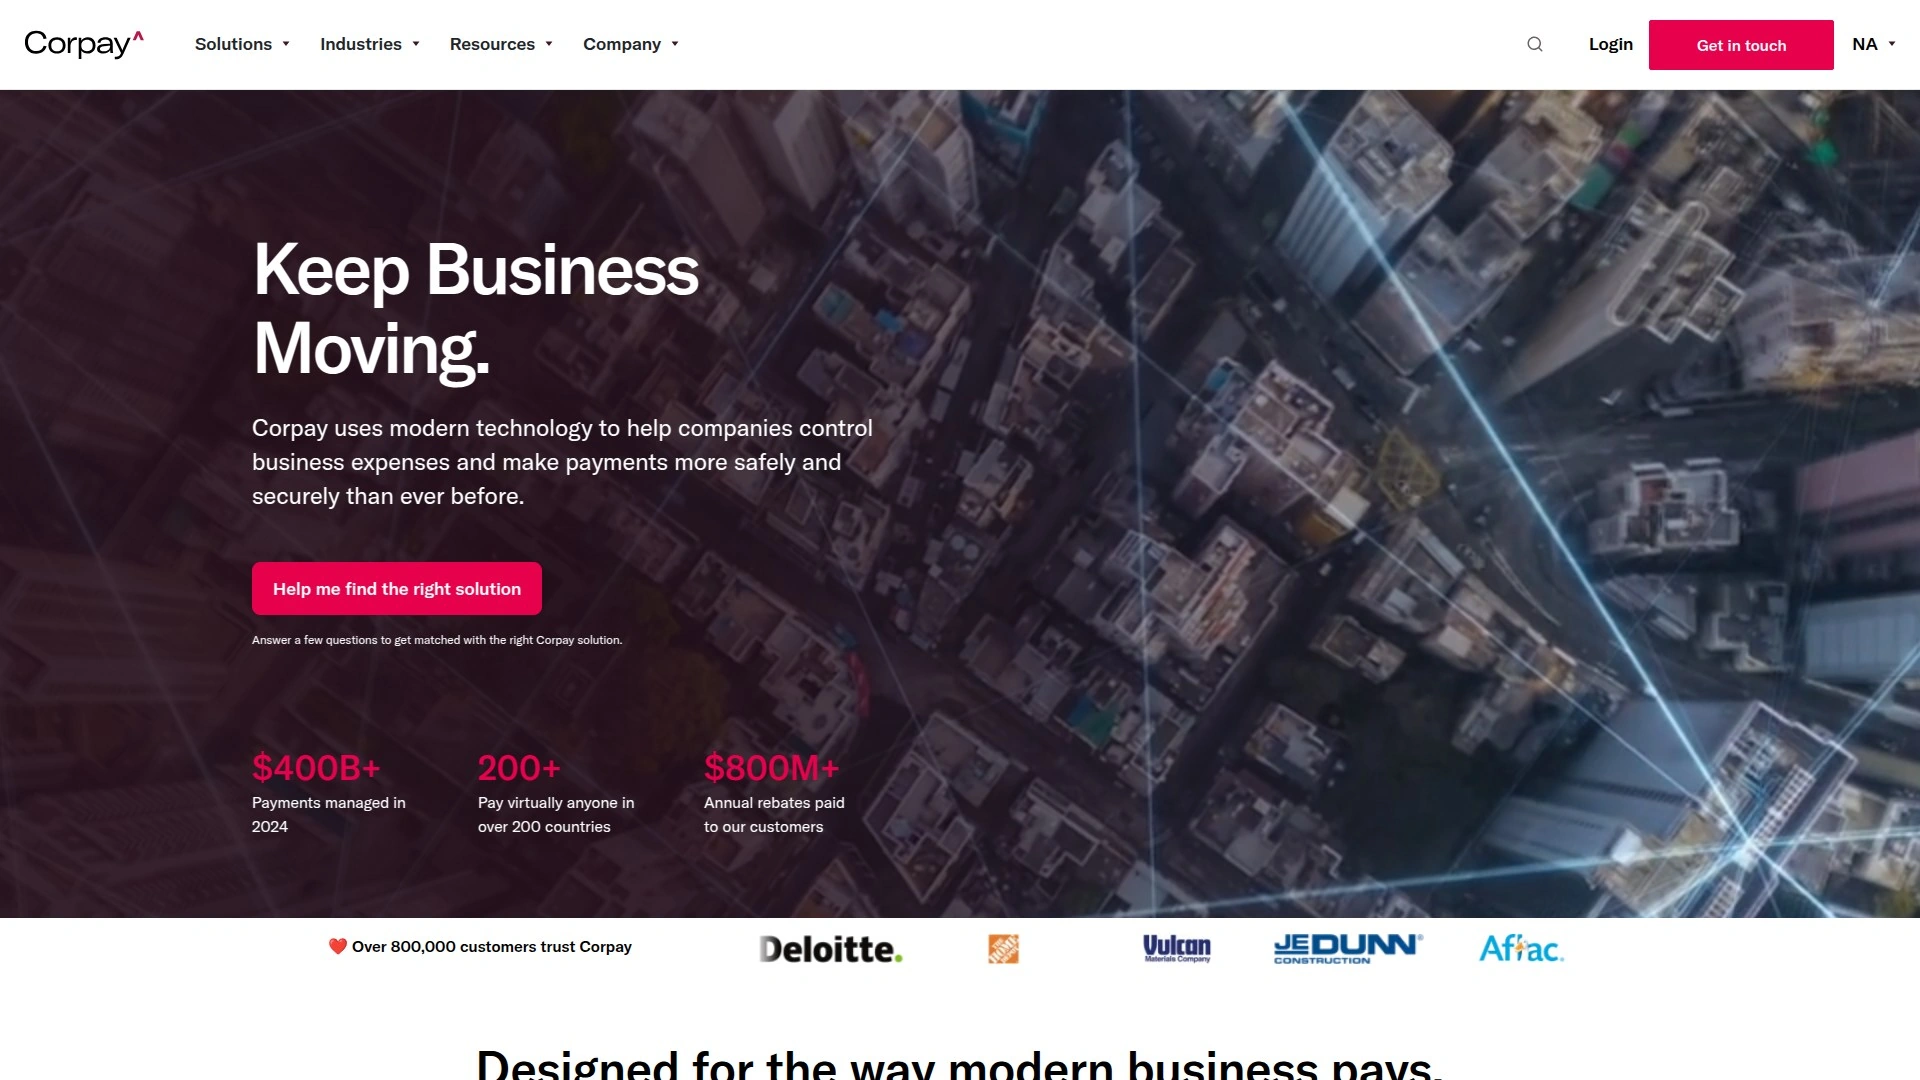 Corpay^
Solutions
Industries
Resources
Company
Login
Get in touch
NA
Keep Business
Moving.
Corpay uses modern technology to help companies control
business expenses and make payments more safely and
securely than ever before.
Help me find the right solution
Answer a few questions to get matched with the right Corpay solution.
$400B+
Payments managed in
2024
200+
Pay virtually anyone in
over 200 countries
$800M+
Annual rebates paid
to our customers
❤️ Over 800,000 customers trust Corpay
Deloitte.
THE HOME DEPOT
Vulcan
Materials Company
JE DUNN
CONSTRUCTION
Aflac
Designed for the way modern business pays.